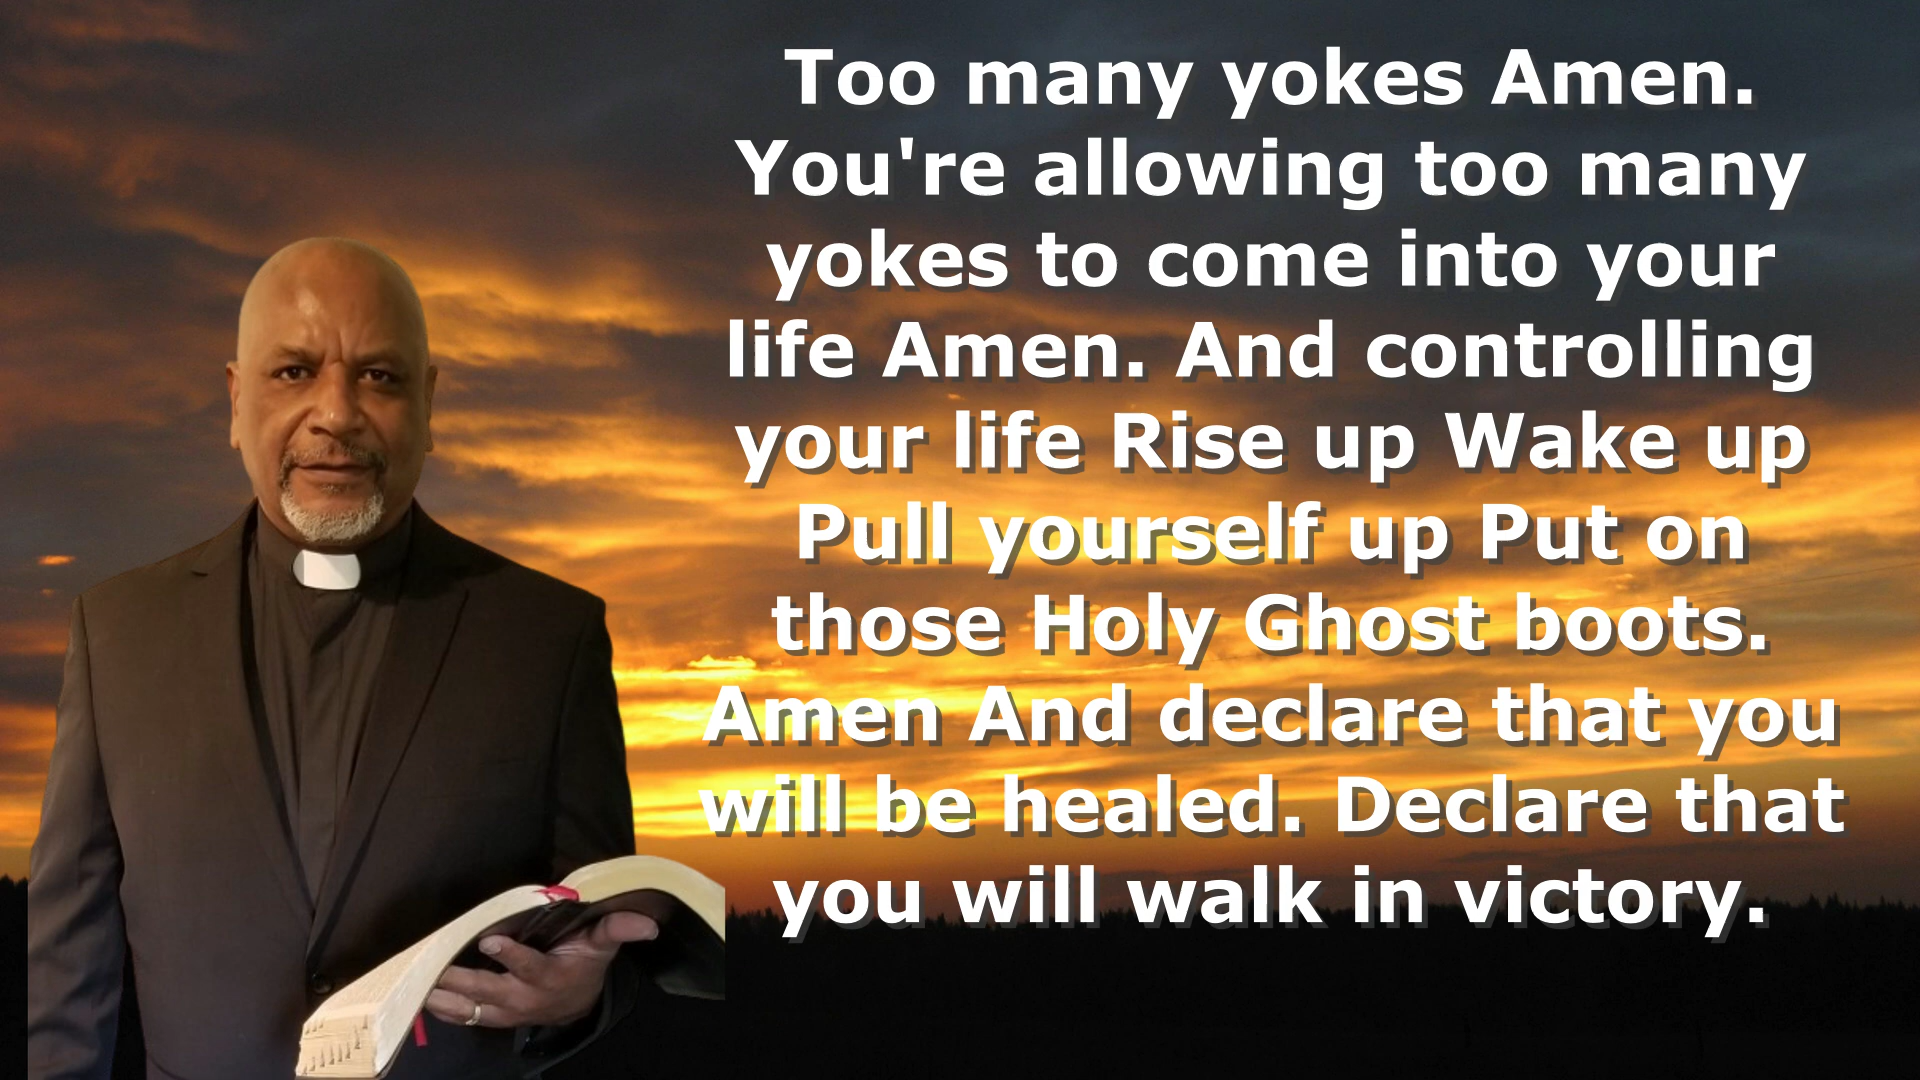 Too many yokes Amen.
You're allowing too many
yokes to come into your
life Amen. And controlling
your life Rise up Wake up
Pull yourself up Put on
those Holy Ghost boots.
Amen And declare that you
will be healed. Declare that
you will walk in victory.